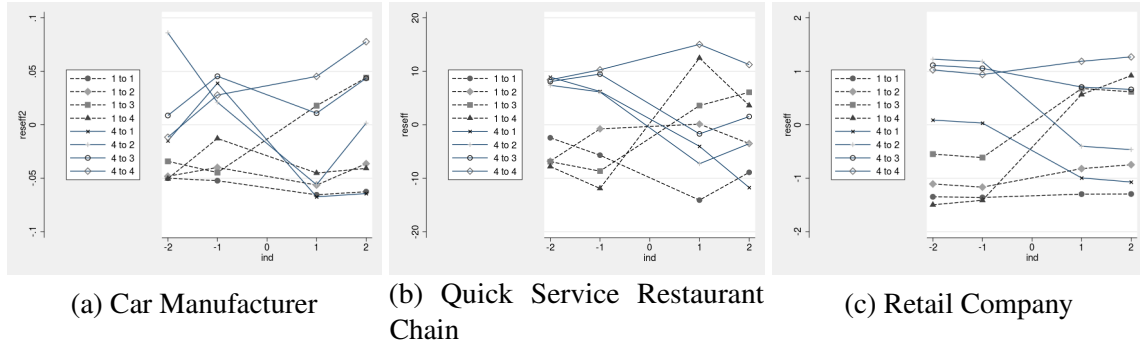 .1
.05
0
-.05
-.1
reseff2
1 to 1
1 to 2
1 to 3
1 to 4
4 to 1
4 to 2
4 to 3
4 to 4
-2 -1 0 1 2
ind
(a) Car Manufacturer
20
10
0
-10
-20
reseff
1 to 1
1 to 2
1 to 3
1 to 4
4 to 1
4 to 2
4 to 3
4 to 4
-2 -1 0 1 2
ind
(b) Quick Service Restaurant
Chain
2
1
0
-1
-2
reseff
1 to 1
1 to 2
1 to 3
1 to 4
4 to 1
4 to 2
4 to 3
4 to 4
-2 -1 0 1 2
ind
(c) Retail Company